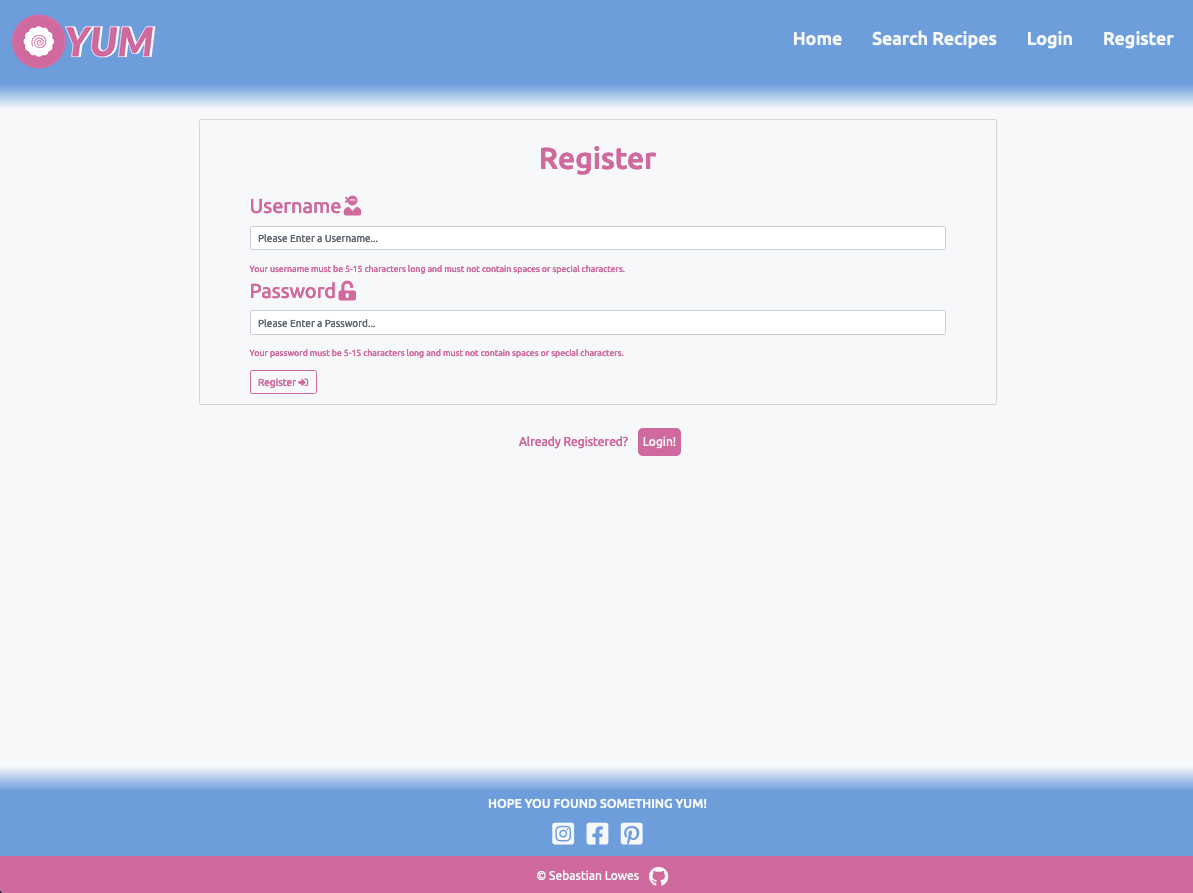 YUM
Home Search Recipes Login Register
Register
Username
Please Enter a Username...
Your username must be 5-15 characters long and must not contain spaces or special characters.
Password
Please Enter a Password...
Your password must be 5-15 characters long and must not contain spaces or special characters.
Register
Already Registered? Login!
HOPE YOU FOUND SOMETHING YUM!
© Sebastian Lowes